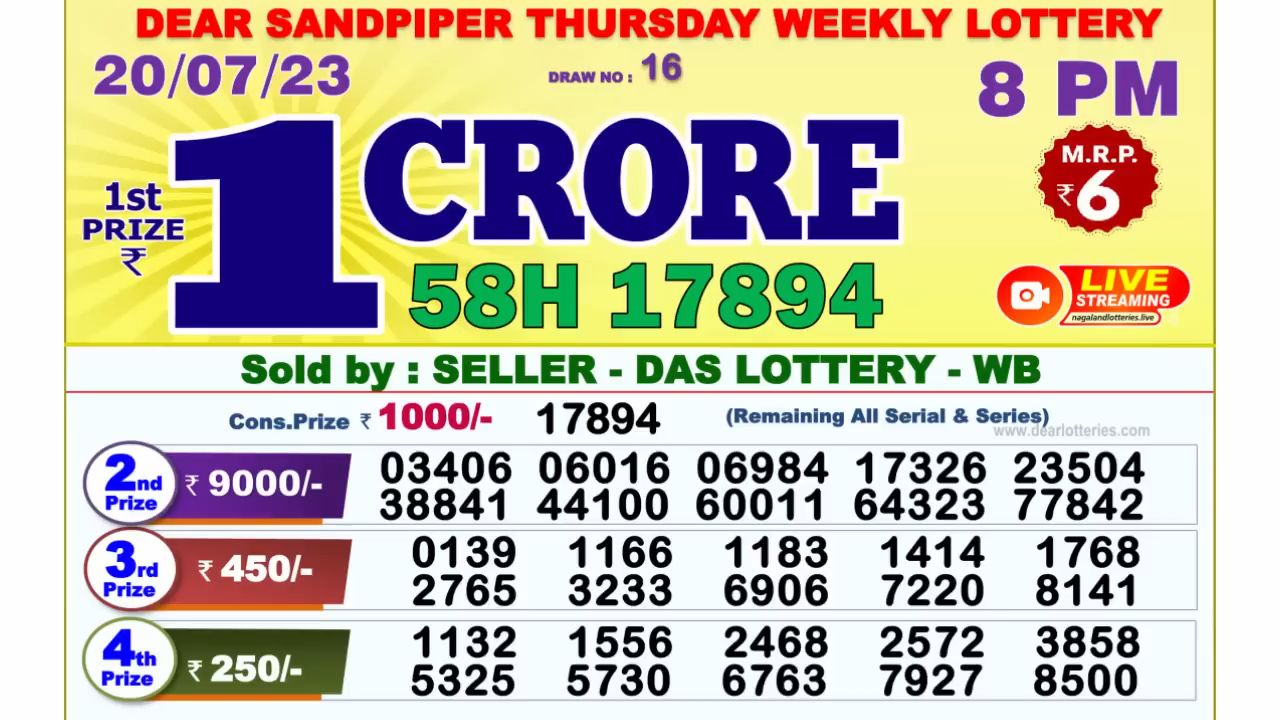 DEAR SANDPIPER THURSDAY WEEKLY LOTTERY
20/07/23
DRAW NO : 16
8 PM
1st PRIZE ₹
1 CRORE
M.R.P. ₹ 6
58H 17894
LIVE
STREAMING
nagalandlotteries.live
Sold by : SELLER - DAS LOTTERY - WB
Cons.Prize ₹ 1000/- 17894 (Remaining All Serial & Series)
www.dearlotteries.com
2nd Prize ₹ 9000/-
03406 06016 06984 17326 23504
38841 44100 60011 64323 77842
3rd Prize ₹ 450/-
0139 1166 1183 1414 1768
2765 3233 6906 7220 8141
4th Prize ₹ 250/-
1132 1556 2468 2572 3858
5325 5730 6763 7927 8500